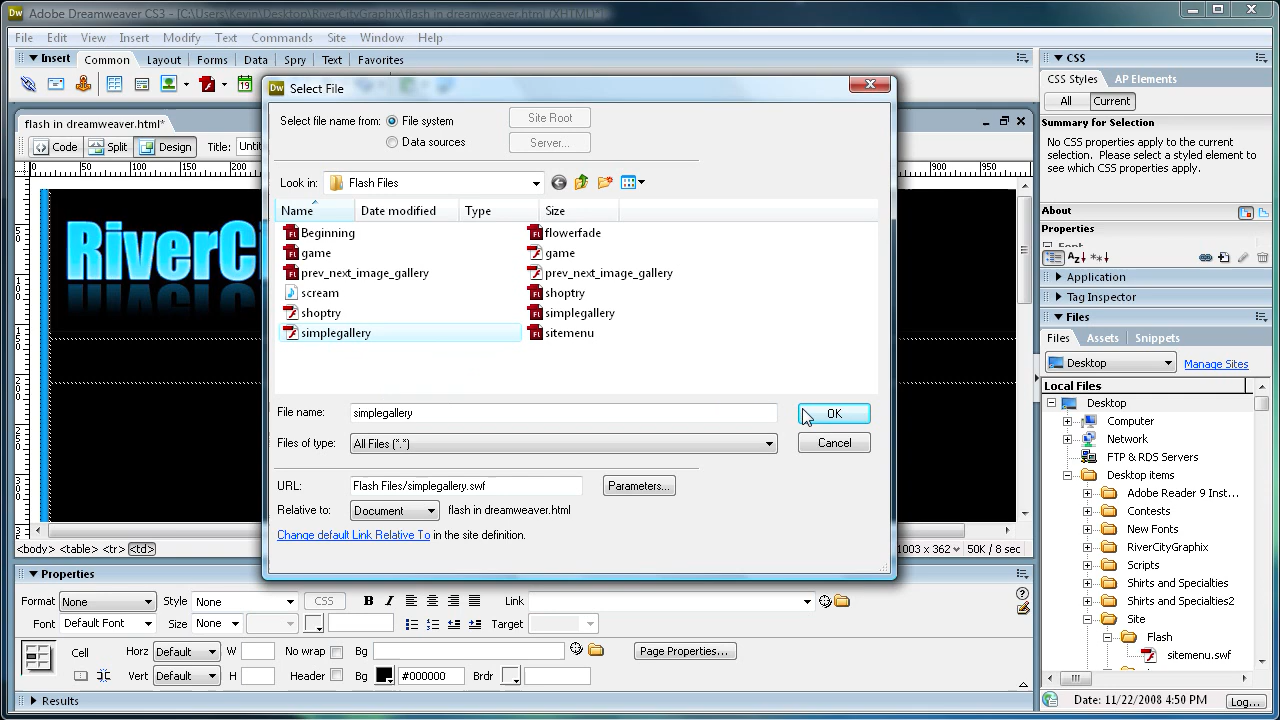 Adobe Dreamweaver CS3 - [C:\Users\Kevin\Desktop\RiverCityGraphix\flash in dreamweaver.html (XHTML*)]
File Edit View Insert Modify Text Commands Site Window Help
Insert Common Layout Forms Data Spry Text Favorites
flash in dreamweaver.html*
Code Split Design Title: Unti
0 50 100 150 200 900 950
RiverCi
Select File
Select file name from: File system Site Root
Data sources Server...
Look in: Flash Files
Name Date modified Type Size
Beginning flowerfade
game game
prev_next_image_gallery prev_next_image_gallery
scream shoptry
shoptry simplegallery
simplegallery sitemenu
File name: simplegallery OK
Files of type: All Files (*.*) Cancel
URL: Flash Files/simplegallery.swf Parameters...
Relative to: Document flash in dreamweaver.html
Change default Link Relative To in the site definition.
<body> <table> <tr> <td> 1003 x 362 50K / 8 sec
Properties
Format None Style None CSS B I Link
Font Default Font Size None Target
Cell Horz Default W No wrap Bg Page Properties...
Vert Default H Header Bg #000000 Brdr
Results
CSS
CSS Styles AP Elements
All Current
Summary for Selection
No CSS properties apply to the current
selection. Please select a styled element to
see which CSS properties apply.
About
Properties
Font
Application
Tag Inspector
Files
Files Assets Snippets
Desktop Manage Sites
Local Files
Desktop
Computer
Network
FTP & RDS Servers
Desktop items
Adobe Reader 9 Inst...
Contests
New Fonts
RiverCityGraphix
Scripts
Shirts and Specialties
Shirts and Specialties2
Site
Flash
sitemenu.swf
Date: 11/22/2008 4:50 PM Log...